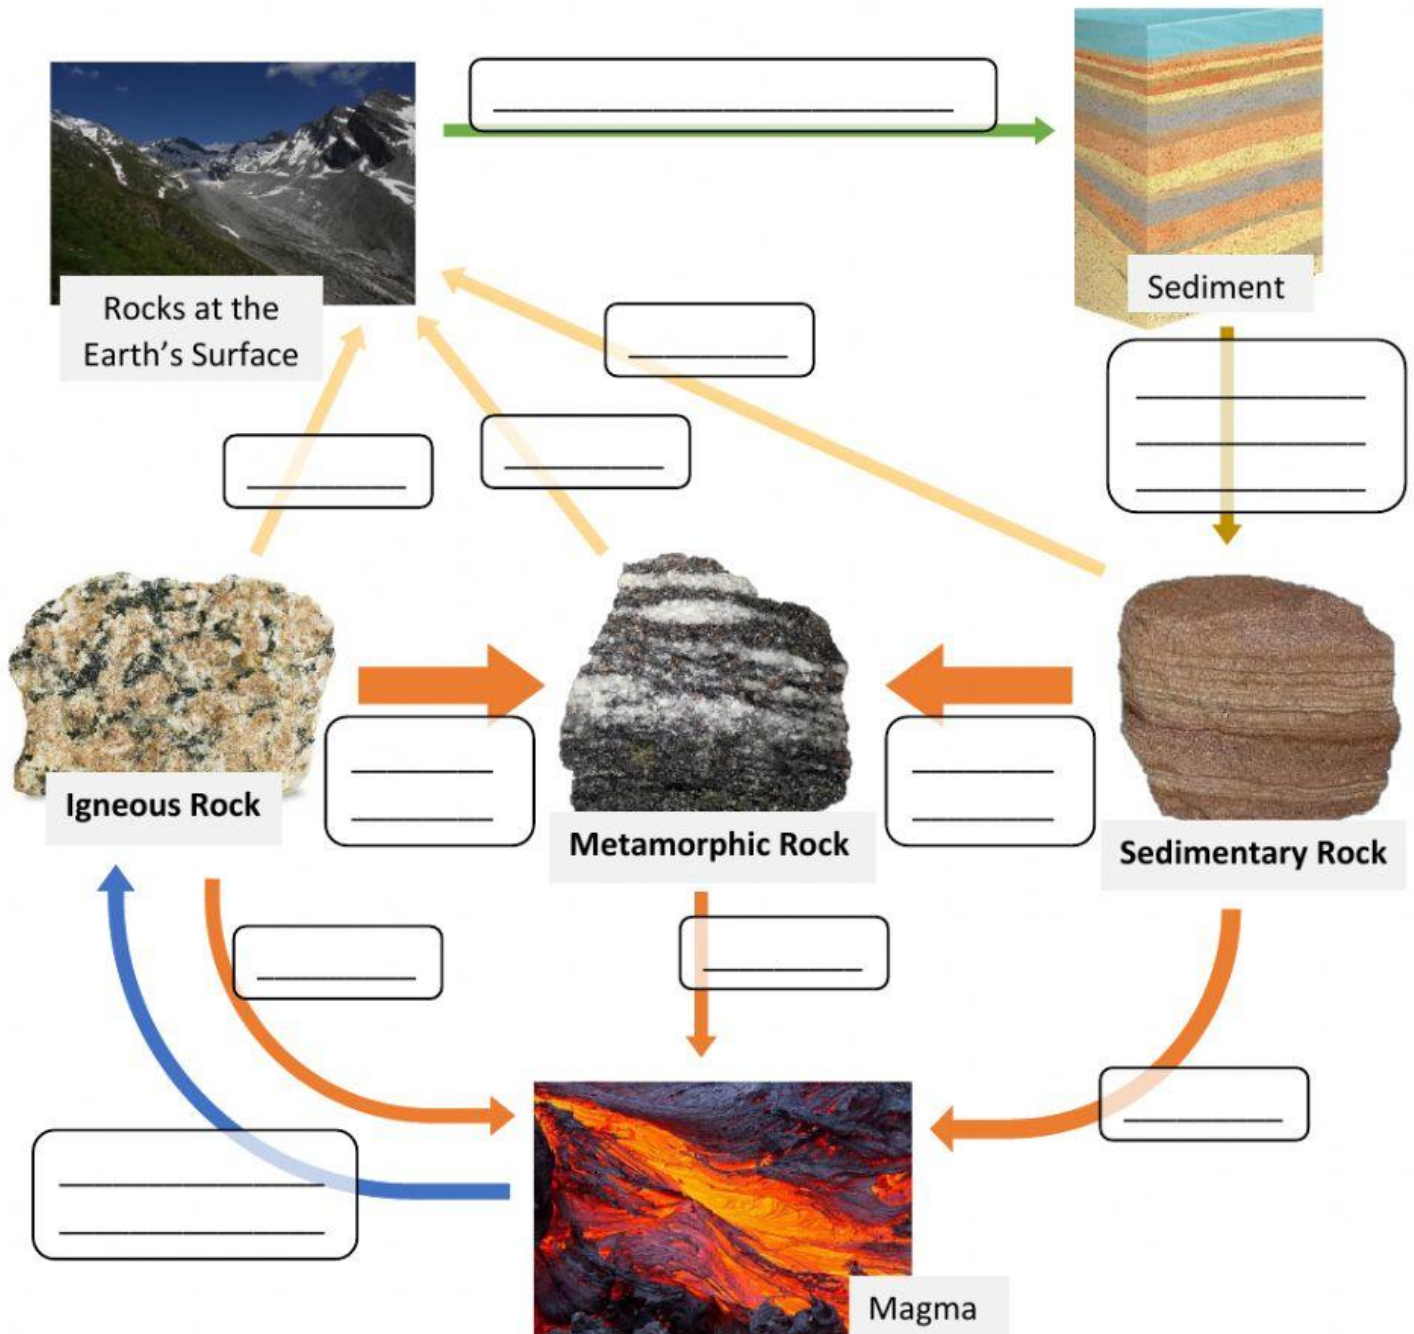 Sediment
Rocks at the
Earth's Surface
Igneous Rock
Metamorphic Rock
Sedimentary Rock
Magma